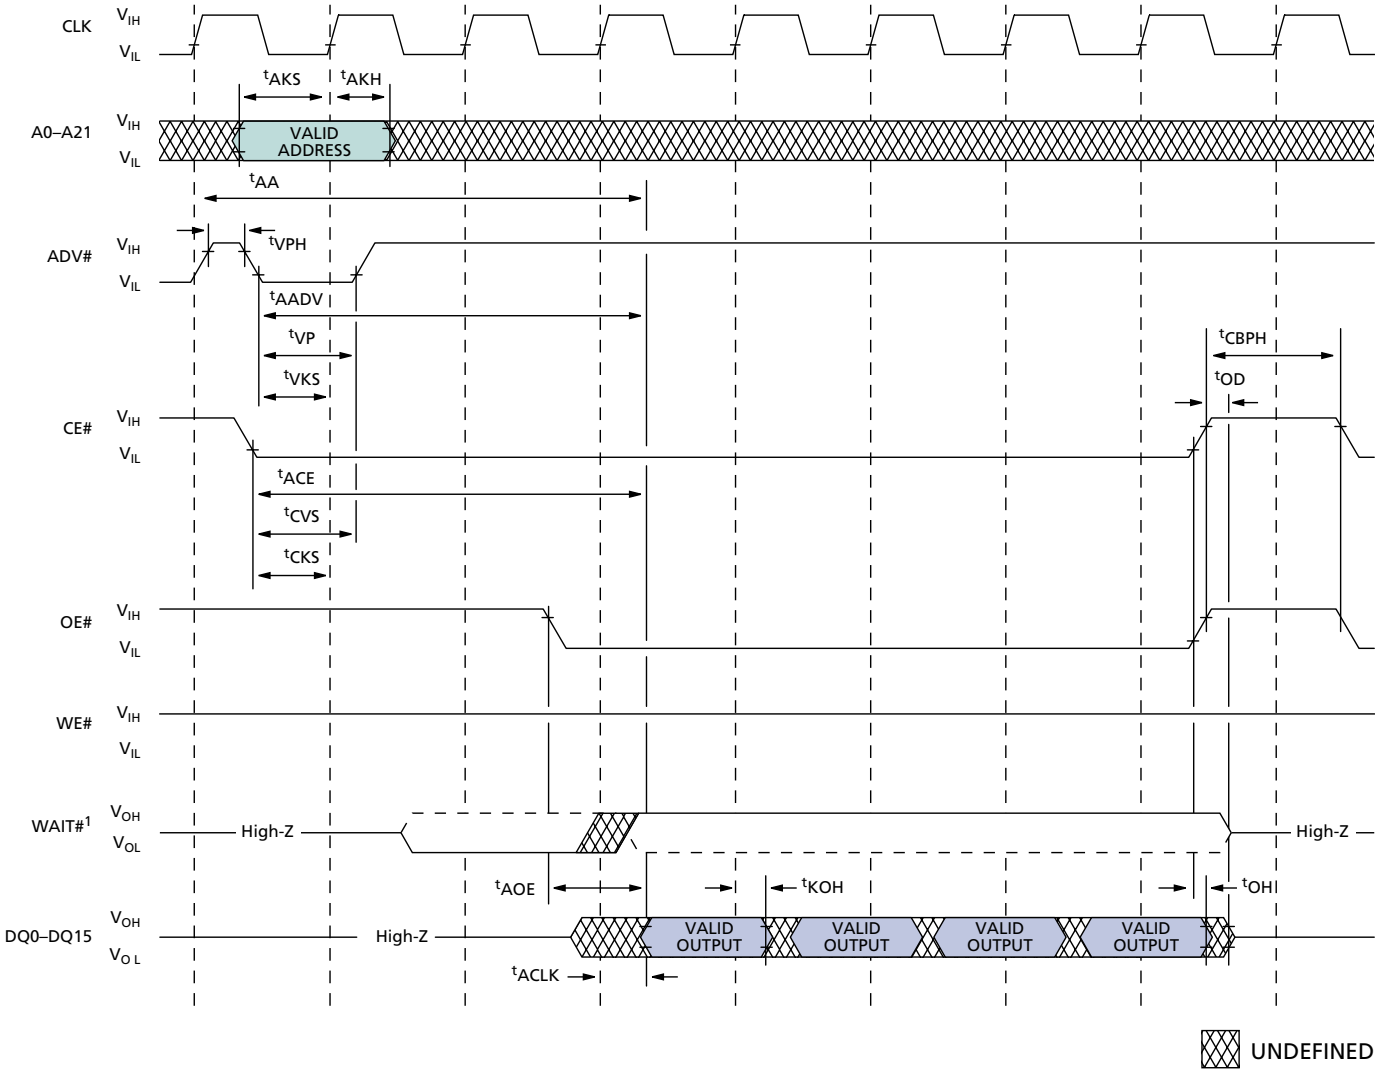 CLK VIH
VIL
tAKS tAKH
A0–A21 VIH
VIL
VALID
ADDRESS
tAA
ADV# VIH
VIL
tVPH
tAADV
tVP
tVKS
tCBPH
tOD
CE# VIH
VIL
tACE
tCVS
tCKS
OE# VIH
VIL
WE# VIH
VIL
WAIT#1 VOH
VOL
High-Z High-Z
tAOE tKOH tOH
DQ0–DQ15 VOH
VO L
High-Z
VALID
OUTPUT
VALID
OUTPUT
VALID
OUTPUT
VALID
OUTPUT
tACLK
UNDEFINED